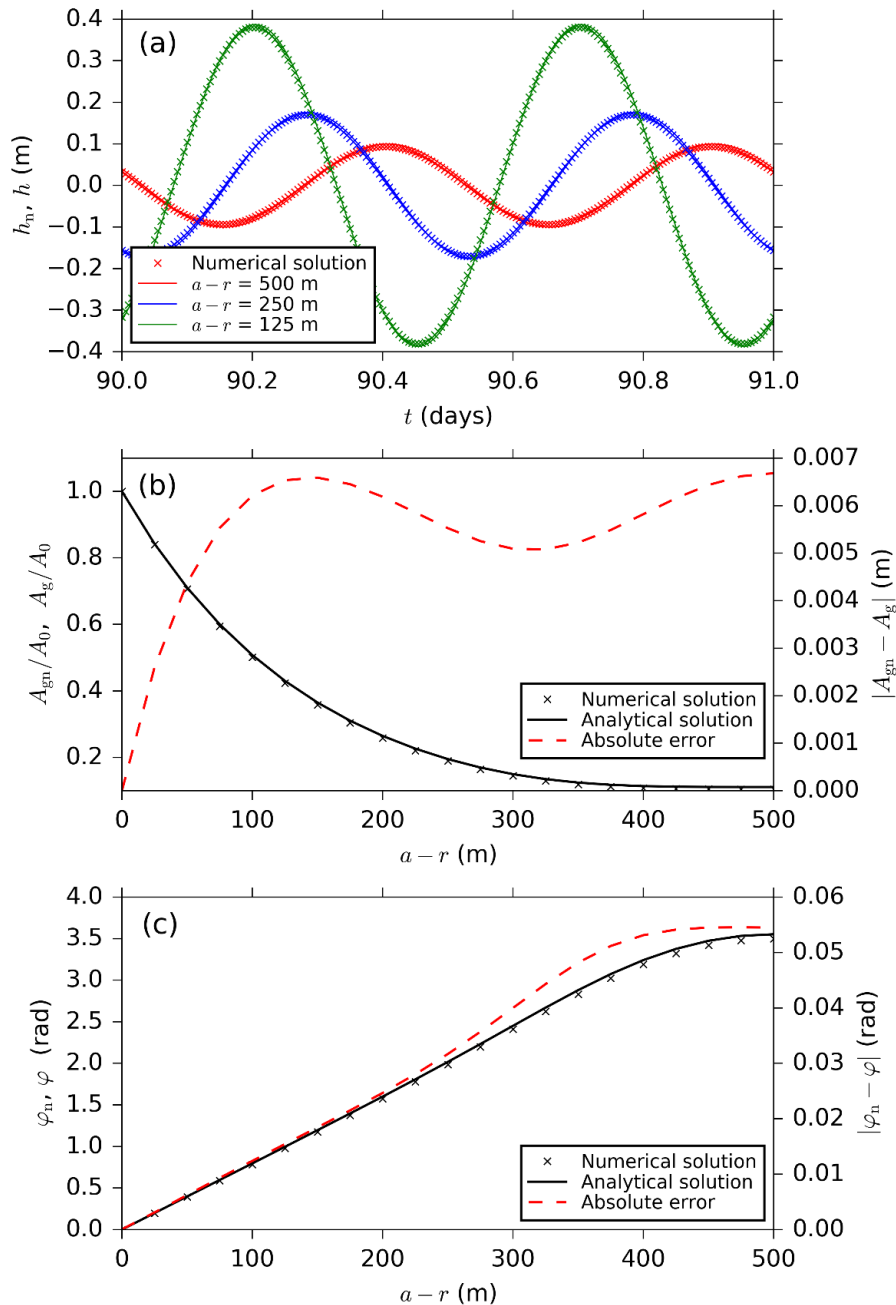 (a)
0.4
0.3
0.2
0.1
0.0
−0.1
−0.2
−0.3
−0.4
hₙ, h (m)
Numerical solution
a − r = 500 m
a − r = 250 m
a − r = 125 m
90.0 90.2 90.4 90.6 90.8 91.0
t (days)
(b)
1.0
0.8
0.6
0.4
0.2
A_gn/A_0, A_g/A_0
0.007
0.006
0.005
0.004
0.003
0.002
0.001
0.000
|A_gn − A_g| (m)
Numerical solution
Analytical solution
Absolute error
0 100 200 300 400 500
a − r (m)
(c)
4.0
3.5
3.0
2.5
2.0
1.5
1.0
0.5
0.0
φₙ, φ (rad)
0.06
0.05
0.04
0.03
0.02
0.01
0.00
|φₙ − φ| (rad)
Numerical solution
Analytical solution
Absolute error
0 100 200 300 400 500
a − r (m)